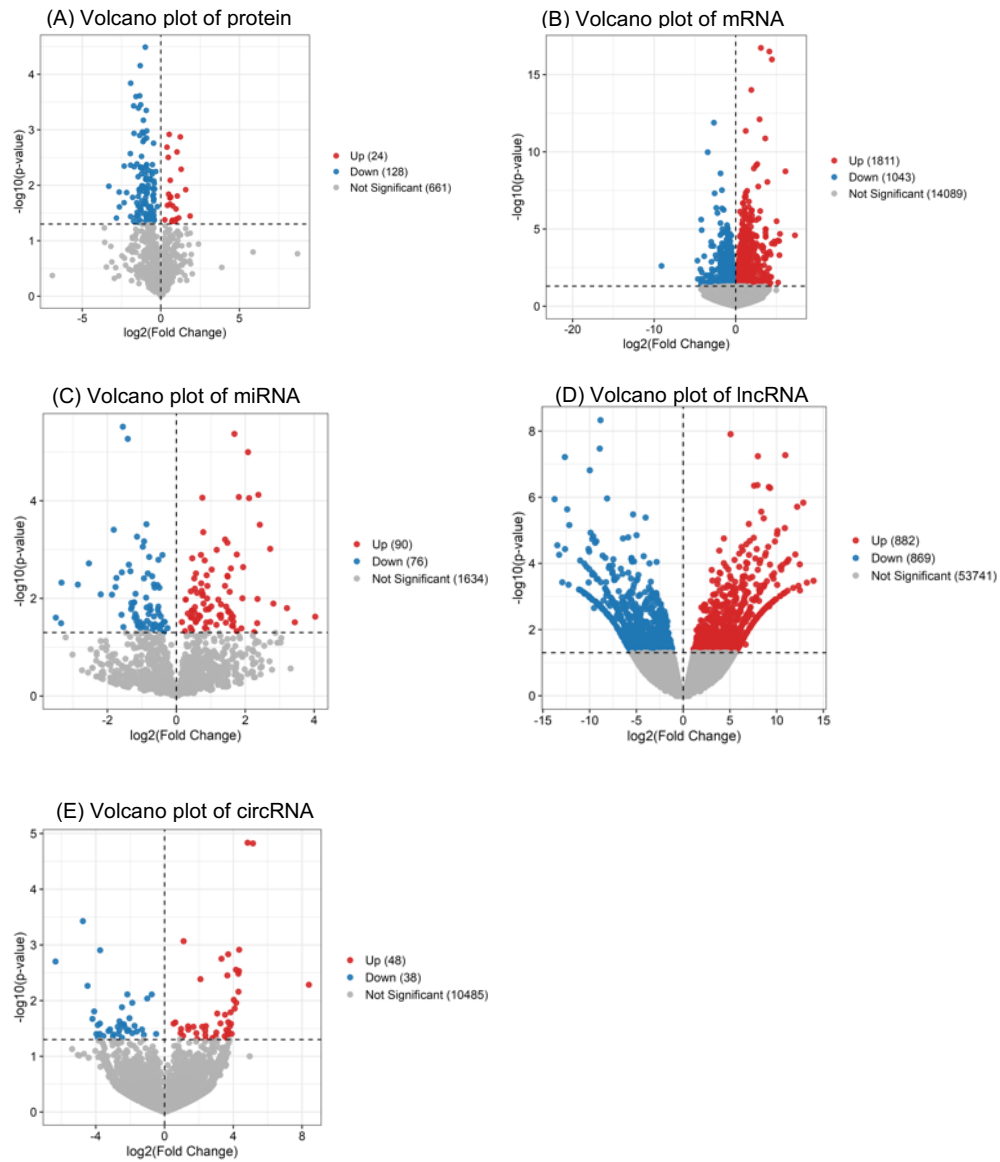 (A) Volcano plot of protein
-log10(p-value)
4
3
2
1
0
-5
0
5
log2(Fold Change)
Up (24)
Down (128)
Not Significant (661)
(B) Volcano plot of mRNA
-log10(p-value)
15
10
5
0
-20
-10
0
log2(Fold Change)
Up (1811)
Down (1043)
Not Significant (14089)
(C) Volcano plot of miRNA
-log10(p-value)
4
2
0
-2
0
2
4
log2(Fold Change)
Up (90)
Down (76)
Not Significant (1634)
(D) Volcano plot of lncRNA
-log10(p-value)
8
6
4
2
0
-15
-10
-5
0
5
10
15
log2(Fold Change)
Up (882)
Down (869)
Not Significant (53741)
(E) Volcano plot of circRNA
-log10(p-value)
5
4
3
2
1
0
-4
0
4
8
log2(Fold Change)
Up (48)
Down (38)
Not Significant (10485)